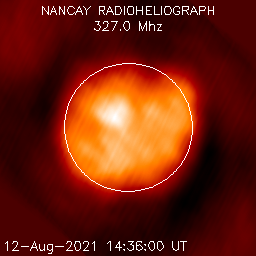 NANCAY RADIOHELIOGRAPH
327.0 Mhz
12-Aug-2021 14:36:00 UT